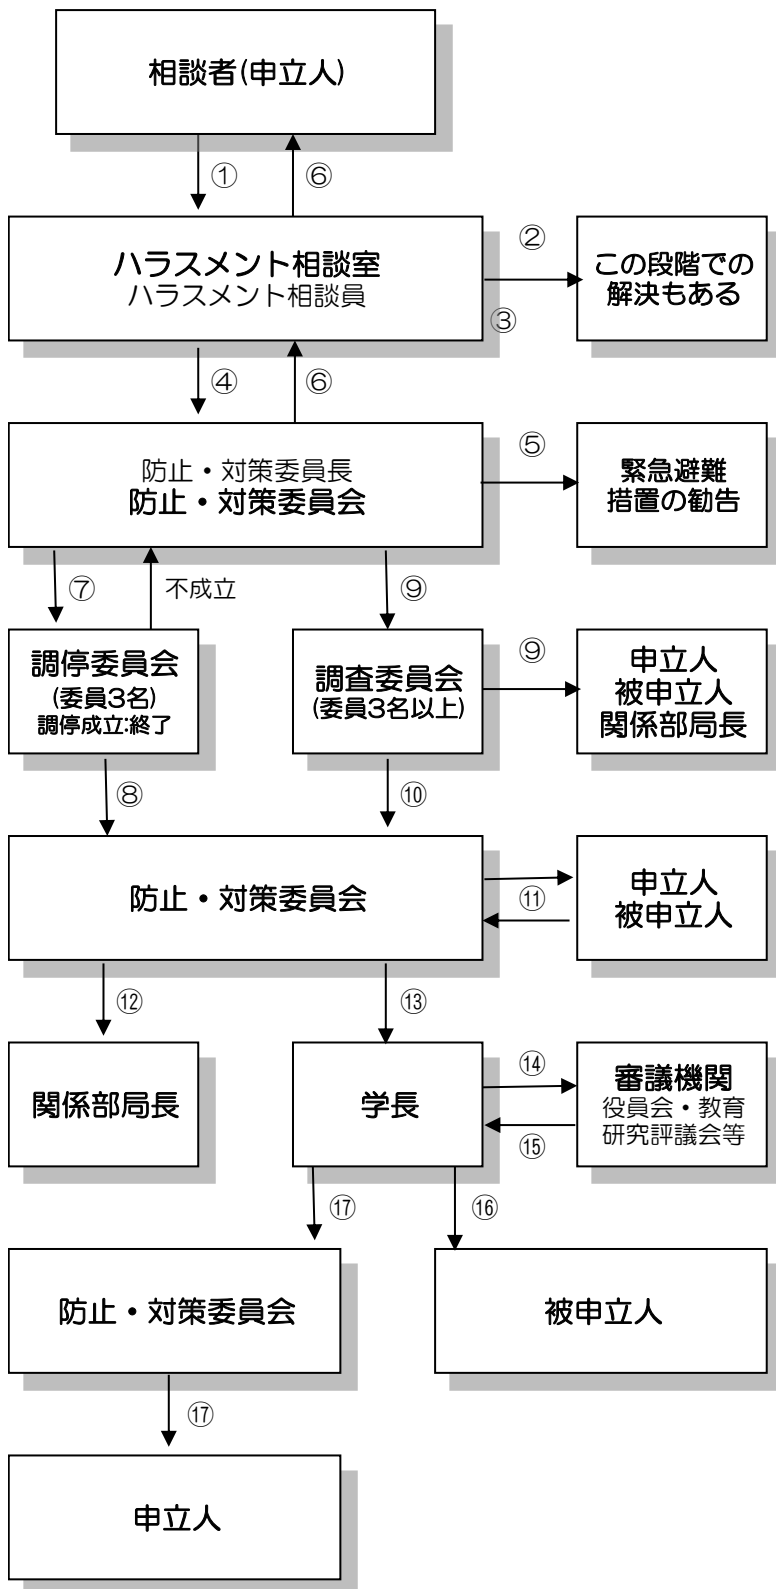 相談者(申立人)
①
⑥
ハラスメント相談室
ハラスメント相談員
②
この段階での
解決もある
③
④
⑥
防止・対策委員長
防止・対策委員会
⑤
緊急避難
措置の勧告
⑦
不成立
⑨
調停委員会
(委員3名)
調停成立:終了
調査委員会
(委員3名以上)
⑨
申立人
被申立人
関係部局長
⑧
⑩
防止・対策委員会
⑪
申立人
被申立人
⑫
⑬
関係部局長
学長
⑭
⑮
審議機関
役員会・教育
研究評議会等
⑰
⑯
防止・対策委員会
被申立人
⑰
申立人